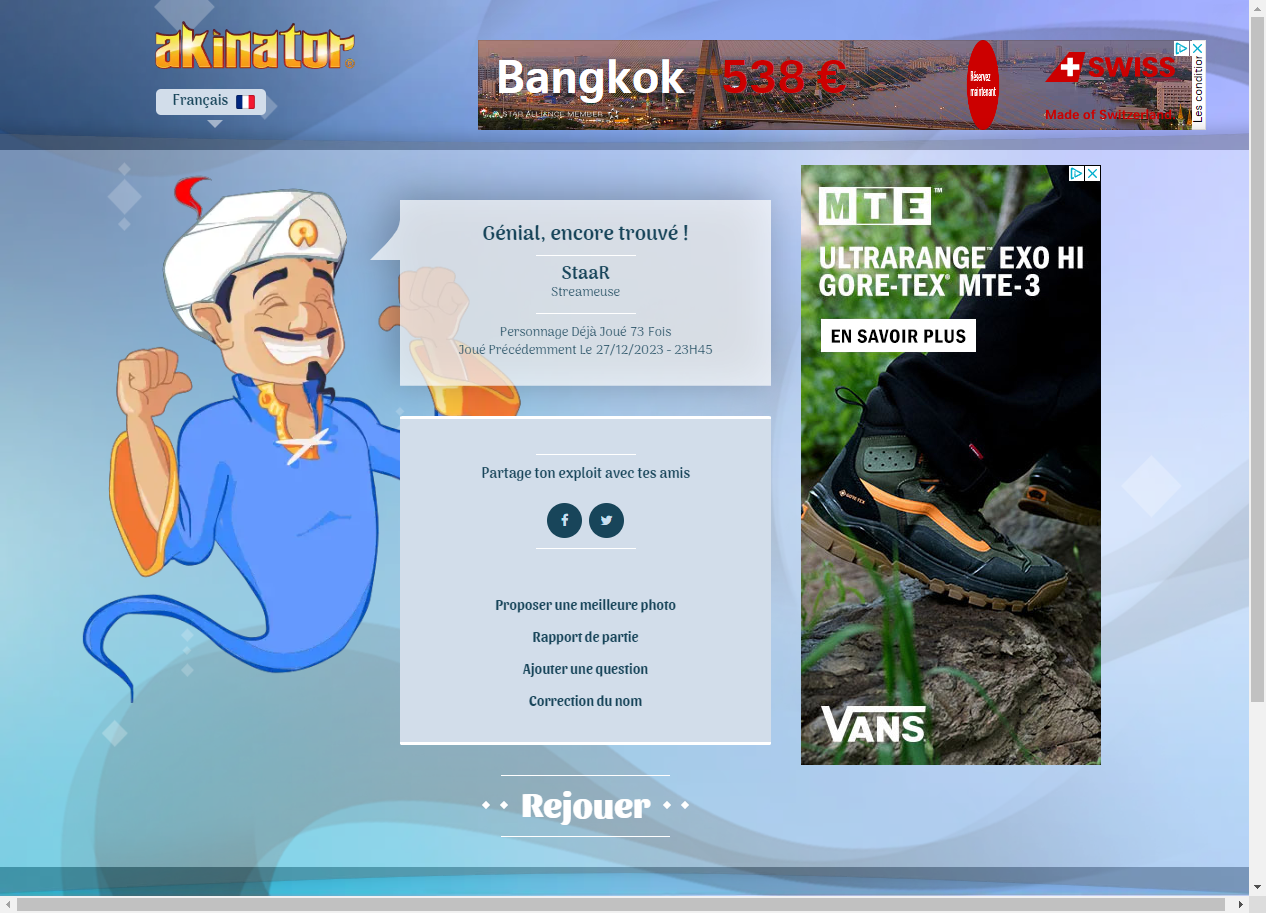 akinator
Français
Bangkok 538 €
STAR ALLIANCE MEMBER
Réservez
maintenant
SWISS
Made of Switzerland.
Les condition
Génial, encore trouvé !
StaaR
Streameuse
Personnage Déjà Joué 73 Fois
Joué Précédemment Le 27/12/2023 - 23H45
MTE™
ULTRARANGE™ EXO HI
GORE-TEX® MTE-3
EN SAVOIR PLUS
GORE-TEX
VANS
Partage ton exploit avec tes amis
Proposer une meilleure photo
Rapport de partie
Ajouter une question
Correction du nom
Rejouer